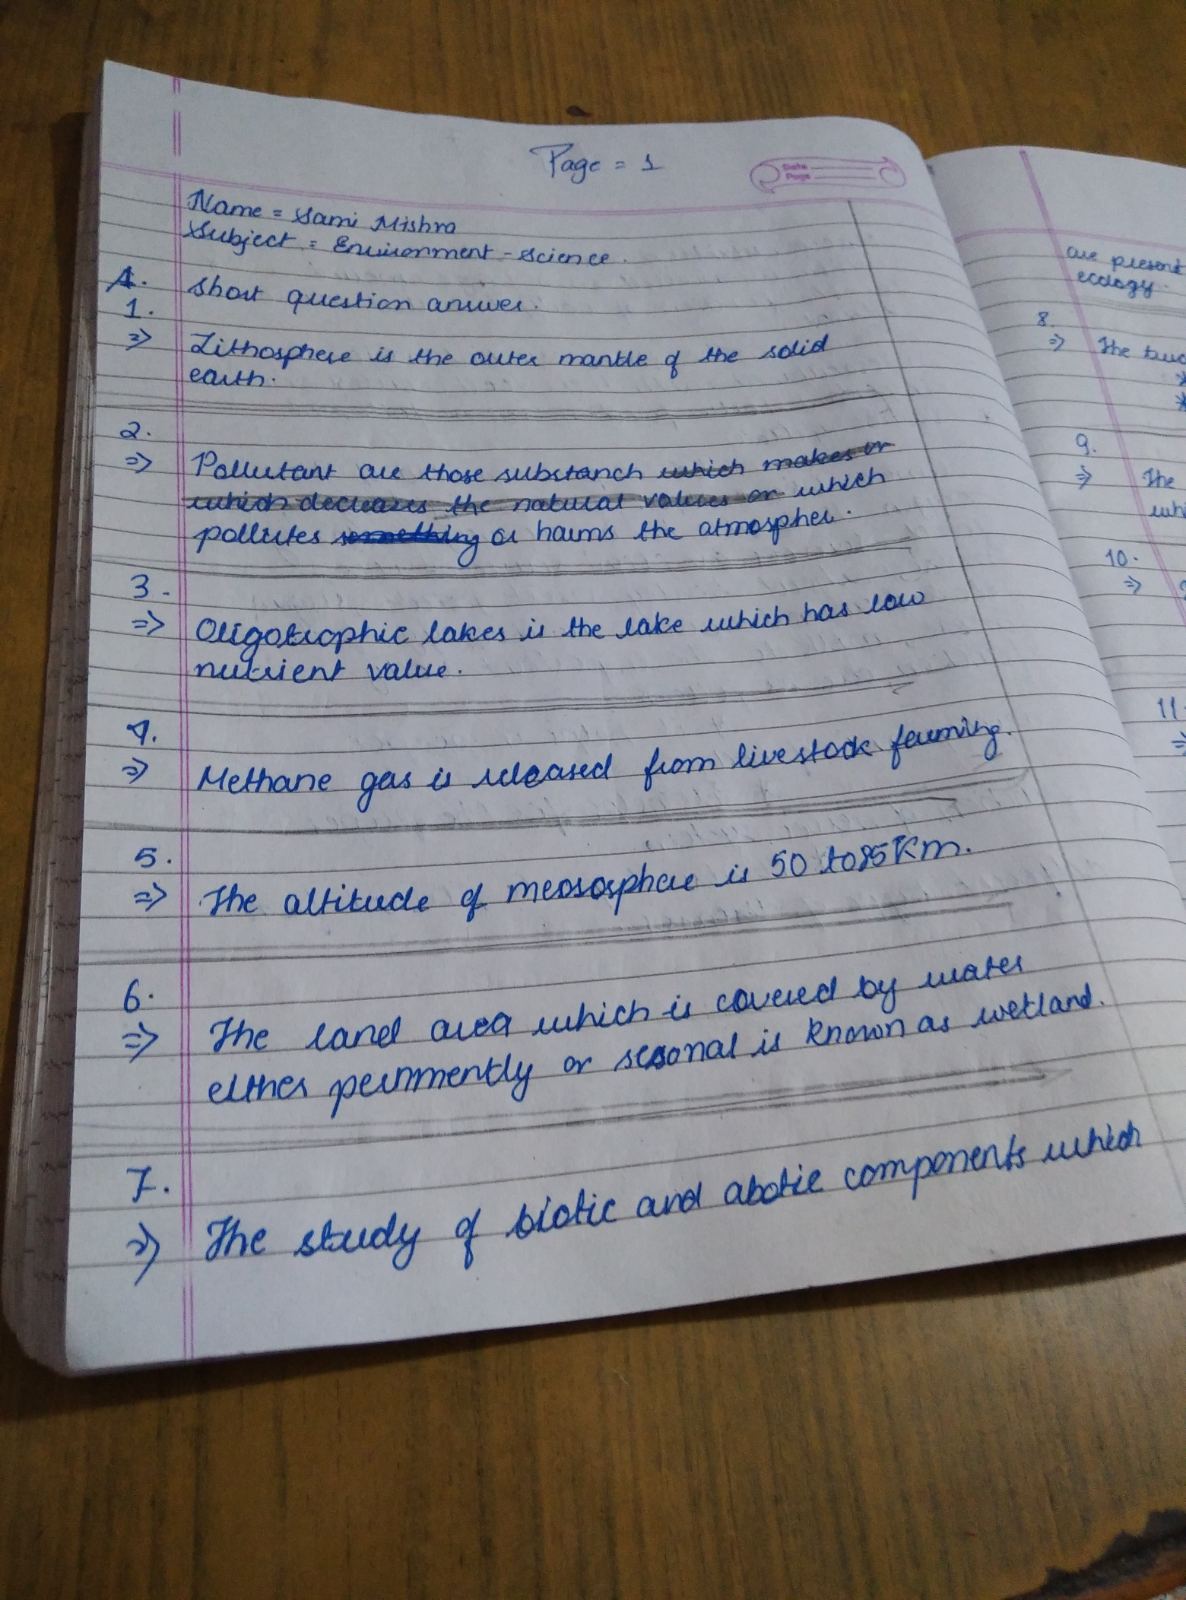 Page = 1
Date
Page
Name = Sami Mishra
Subject = Environment - science.
A. Short question answer.
1.
=> Lithosphere is the outer mantle of the solid
earth.
2.
=> Pollutant are those substanch which makes or
which decreases the natural values or which
pollutes something or harms the atmospher.
3.
=> Oligotrophic lakes is the lake which has low
nutrient value.
4.
=> Methane gas is released from livestock farming.
5.
=> The altitude of meososphere is 50 to 85 Km.
6.
=> The land area which is covered by water
either permently or sesonal is known as wetland.
7.
=> The study of biotic and abotic components which
are present
ecology.
8.
=> The
*
*
9.
=> The
10.
=>
11.
=>